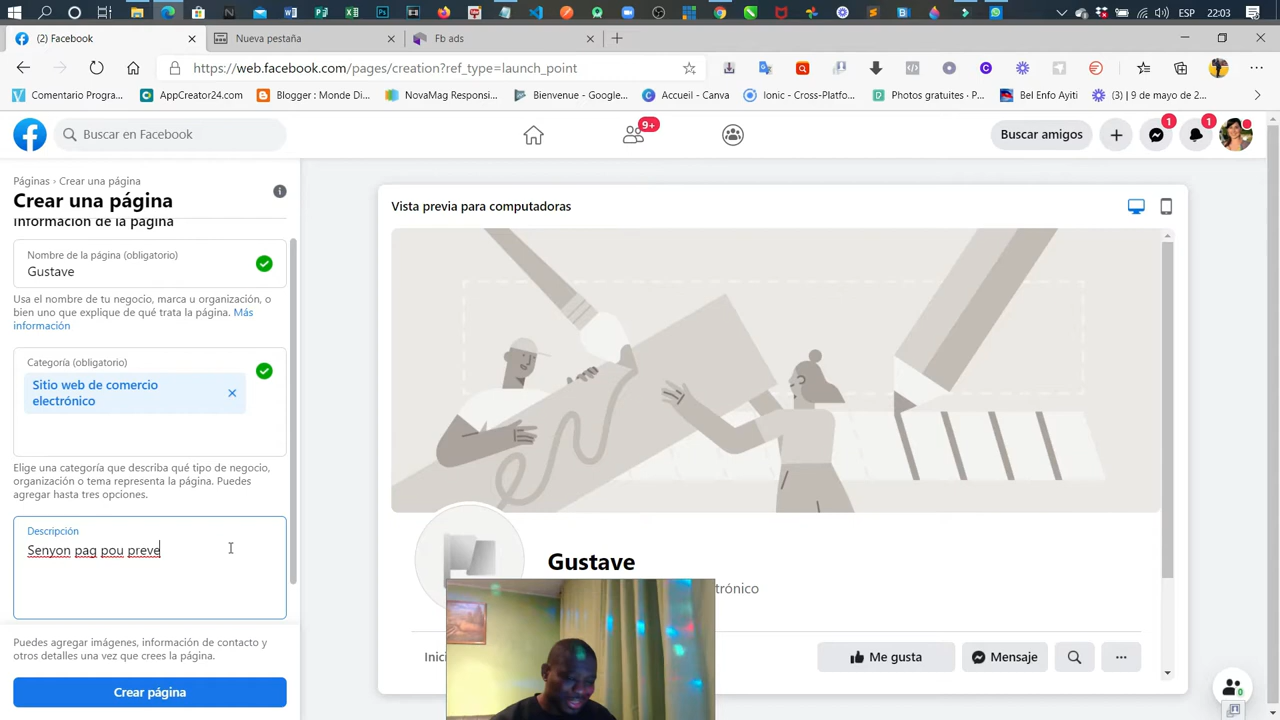 ESP
22:03
(2) Facebook
Nueva pestaña
Fb ads
https://web.facebook.com/pages/creation?ref_type=launch_point
Comentario Progra...
AppCreator24.com
Blogger : Monde Di...
NovaMag Responsi...
Bienvenue - Google...
Accueil - Canva
Ionic - Cross-Platfo...
Photos gratuites - P...
Bel Enfo Ayiti
(3) | 9 de mayo de 2...
Buscar en Facebook
9+
Buscar amigos
1
1
Páginas › Crear una página
Crear una página
Información de la página
Nombre de la página (obligatorio)
Gustave
Usa el nombre de tu negocio, marca u organización, o
bien uno que explique de qué trata la página. Más
información
Categoría (obligatorio)
Sitio web de comercio
electrónico
Elige una categoría que describa qué tipo de negocio,
organización o tema representa la página. Puedes
agregar hasta tres opciones.
Descripción
Senyon paq pou preve
Puedes agregar imágenes, información de contacto y
otros detalles una vez que crees la página.
Crear página
Vista previa para computadoras
Gustave
trónico
Inici
Me gusta
Mensaje
0